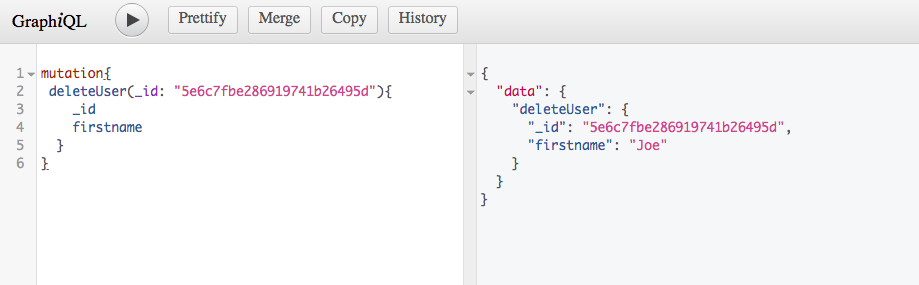 GraphiQL Prettify Merge Copy History
1 mutation{
2 deleteUser(_id: "5e6c7fbe286919741b26495d"){
3 _id
4 firstname
5 }
6 }
{
"data": {
"deleteUser": {
"_id": "5e6c7fbe286919741b26495d",
"firstname": "Joe"
}
}
}